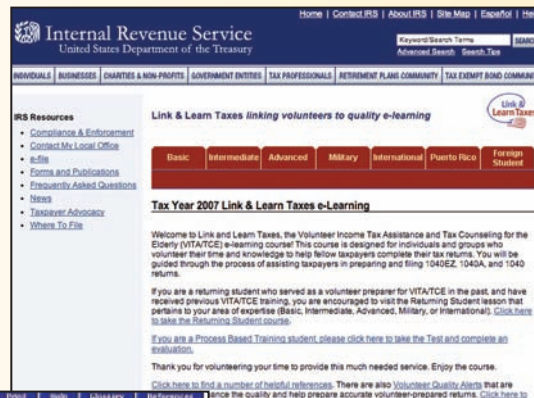 Home | Contact IRS | About IRS | Site Map | Español | Hel
Internal Revenue Service
United States Department of the Treasury
Keyword/Search Terms SEARC
Advanced Search Search Tips
INDIVIDUALS BUSINESSES CHARITIES & NON-PROFITS GOVERNMENT ENTITIES TAX PROFESSIONALS RETIREMENT PLANS COMMUNITY TAX EXEMPT BOND COMMUNI
IRS Resources
• Compliance & Enforcement
• Contact My Local Office
• e-file
• Forms and Publications
• Frequently Asked Questions
• News
• Taxpayer Advocacy
• Where To File
Link & Learn Taxes linking volunteers to quality e-learning
Link &
Learn Taxes
Basic Intermediate Advanced Military International Puerto Rico Foreign Student
Tax Year 2007 Link & Learn Taxes e-Learning
Welcome to Link and Learn Taxes, the Volunteer Income Tax Assistance and Tax Counseling for the
Elderly (VITA/TCE) e-learning course! This course is designed for individuals and groups who
volunteer their time and knowledge to help fellow taxpayers complete their tax returns. You will be
guided through the process of assisting taxpayers in preparing and filing 1040EZ, 1040A, and 1040
returns.
If you are a returning student who served as a volunteer preparer for VITA/TCE in the past, and have
received previous VITA/TCE training, you are encouraged to visit the Returning Student lesson that
pertains to your area of expertise (Basic, Intermediate, Advanced, Military, or International). Click here
to take the Returning Student course.
If you are a Process Based Training student, please click here to take the Test and complete an
evaluation.
Thank you for volunteering your time to provide this much needed service. Enjoy the course.
Click here to find a number of helpful references. There are also Volunteer Quality Alerts that are
Print | Help | Glossary | References
ance the quality and help prepare accurate volunteer-prepared returns. Click here to